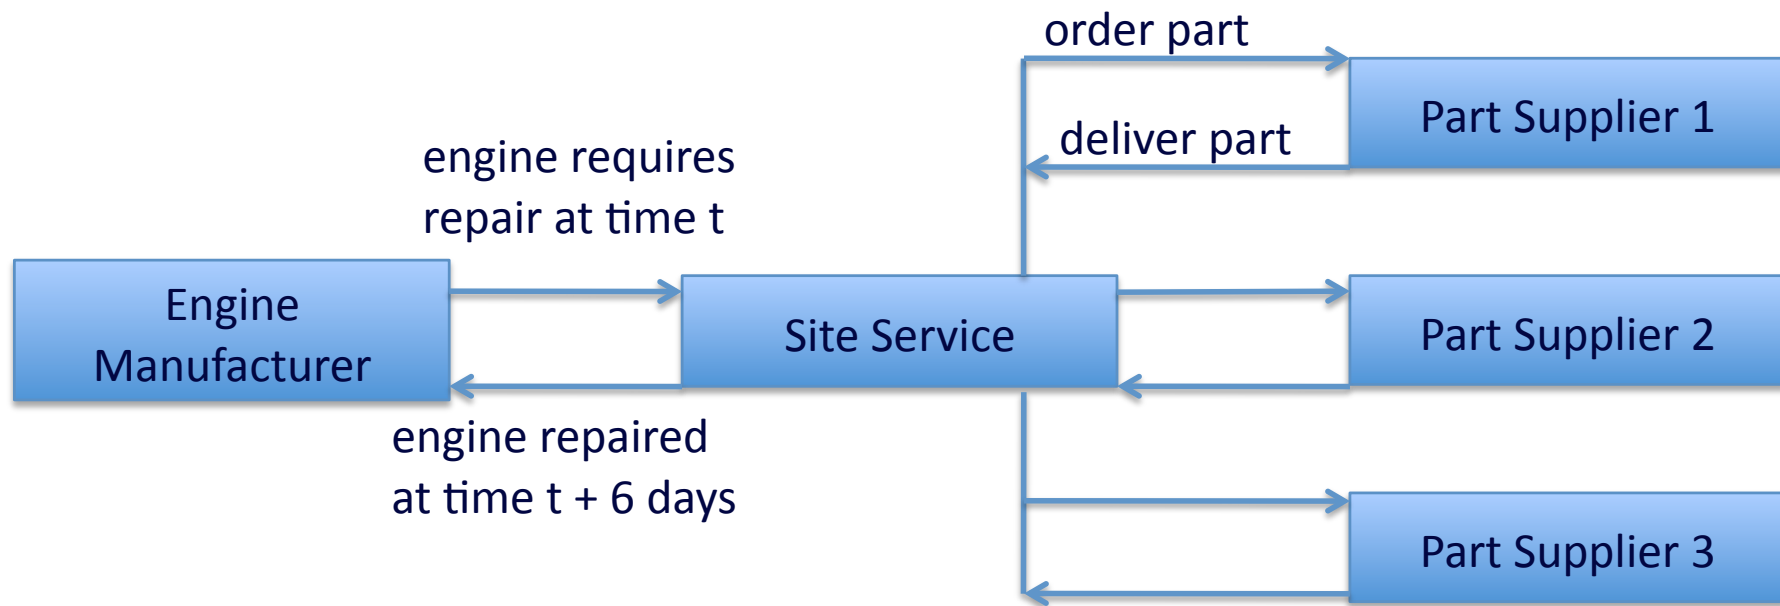 order part
Part Supplier 1
deliver part
engine requires
repair at time t
Engine
Manufacturer
Site Service
Part Supplier 2
engine repaired
at time t + 6 days
Part Supplier 3